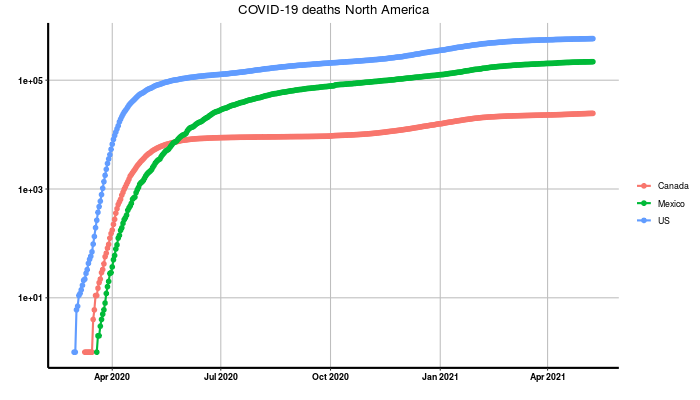 COVID-19 deaths North America
1e+05
1e+03
1e+01
Apr 2020 Jul 2020 Oct 2020 Jan 2021 Apr 2021
Canada
Mexico
US